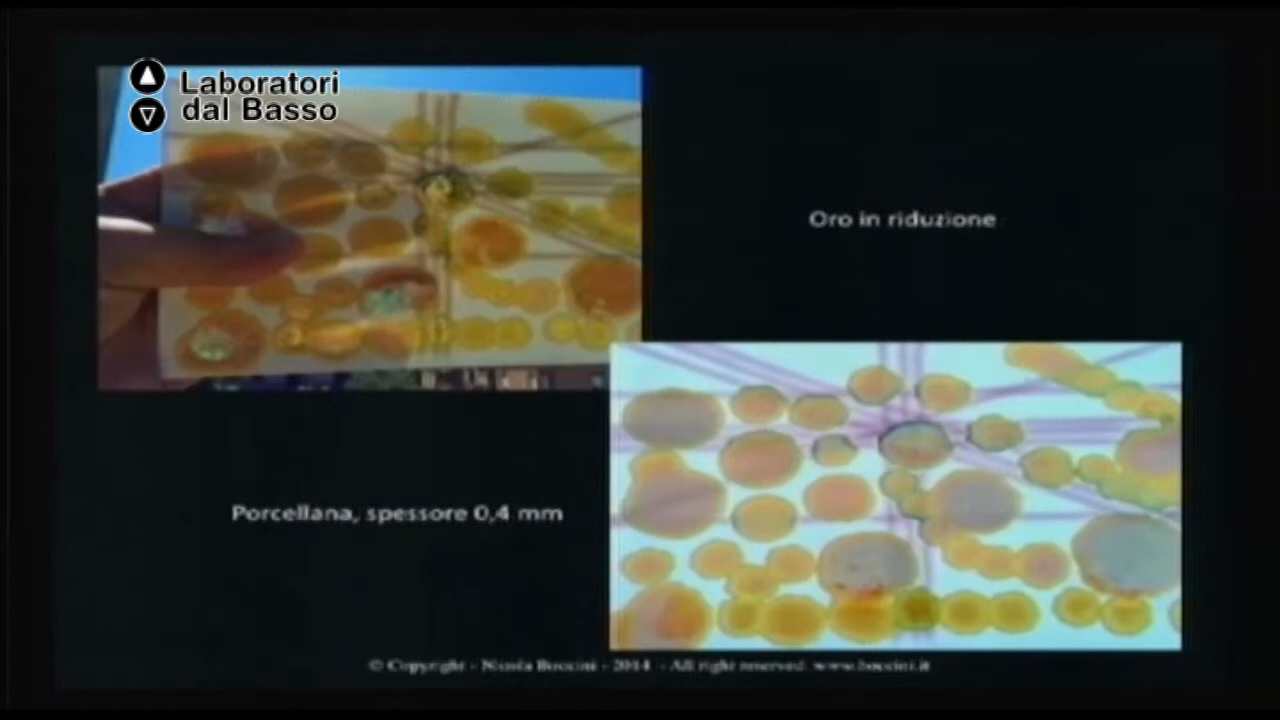 Laboratori
dal Basso
Oro in riduzione
Porcellana, spessore 0,4 mm
© Copyright - Nicola Boccini - 2014 - All right reserved. www.boccini.it